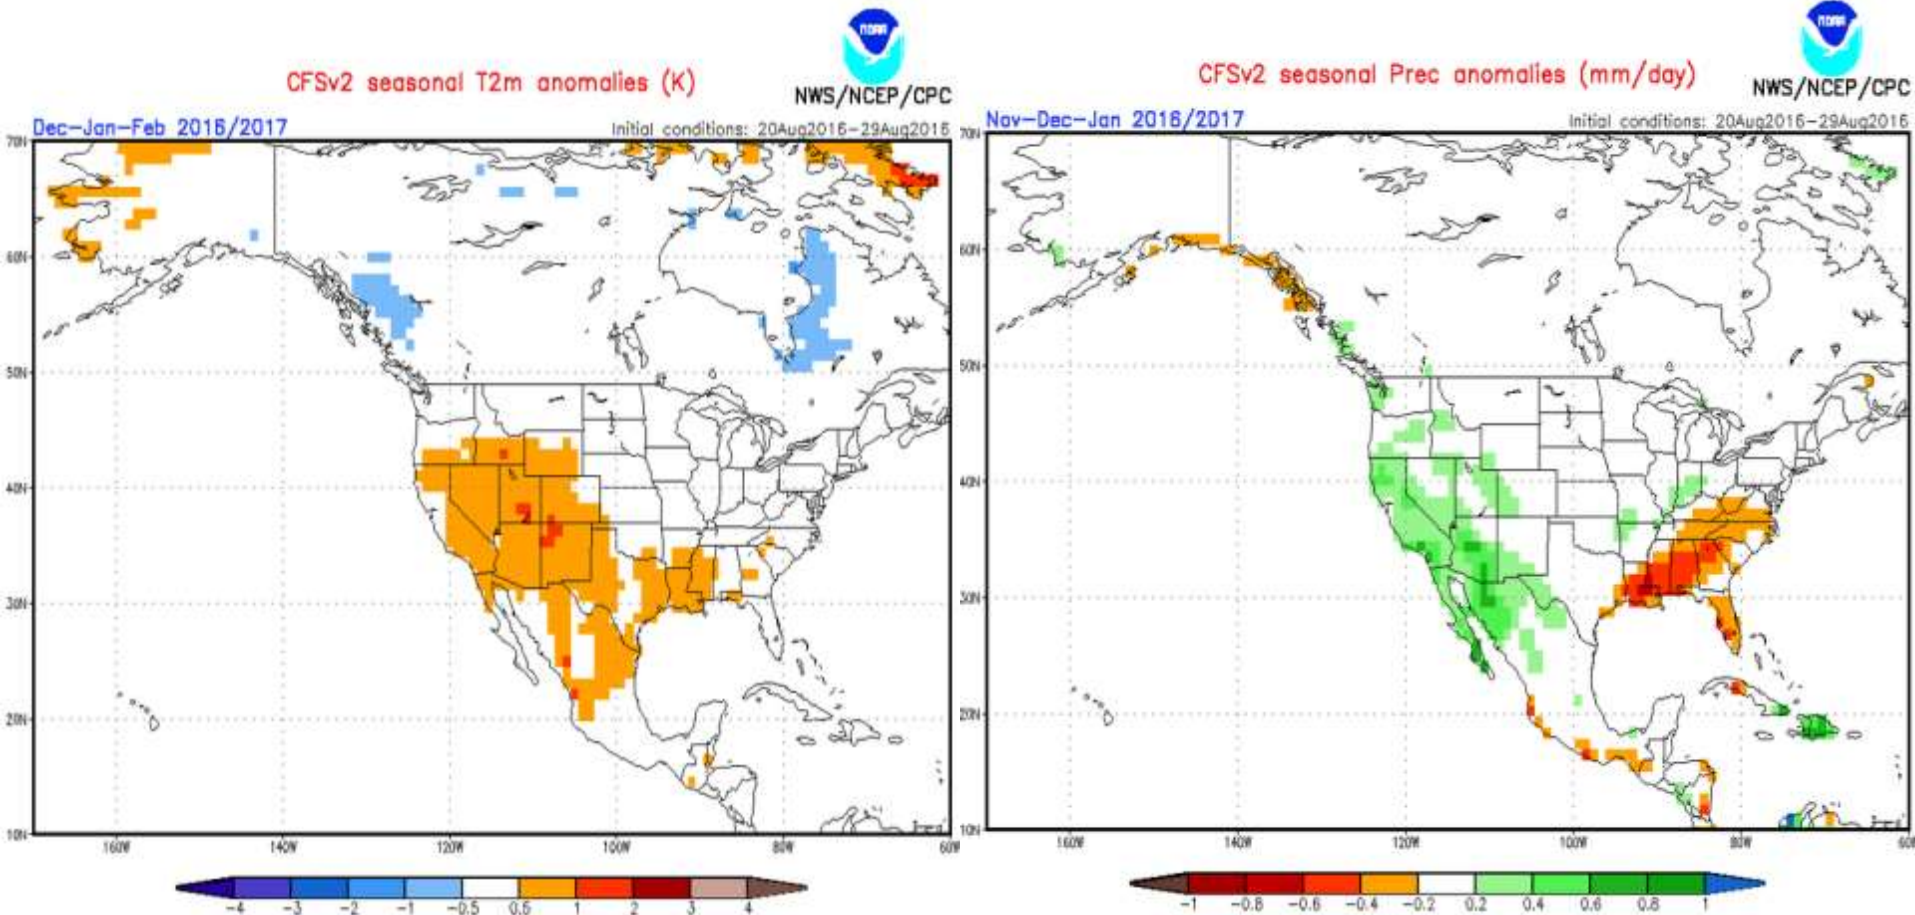 NOAA
CFSv2 seasonal T2m anomalies (K)
NWS/NCEP/CPC
Dec-Jan-Feb 2016/2017
Initial conditions: 20Aug2016-29Aug2016
70N
60N
50N
40N
30N
20N
10N
160W 140W 120W 100W 80W 60W
-4 -3 -2 -1 -0.5 0.5 1 2 3 4
NOAA
CFSv2 seasonal Prec anomalies (mm/day)
NWS/NCEP/CPC
Nov-Dec-Jan 2016/2017
Initial conditions: 20Aug2016-29Aug2016
70N
60N
50N
40N
30N
20N
10N
160W 140W 120W 100W 80W 60W
-1 -0.8 -0.6 -0.4 -0.2 0.2 0.4 0.6 0.8 1